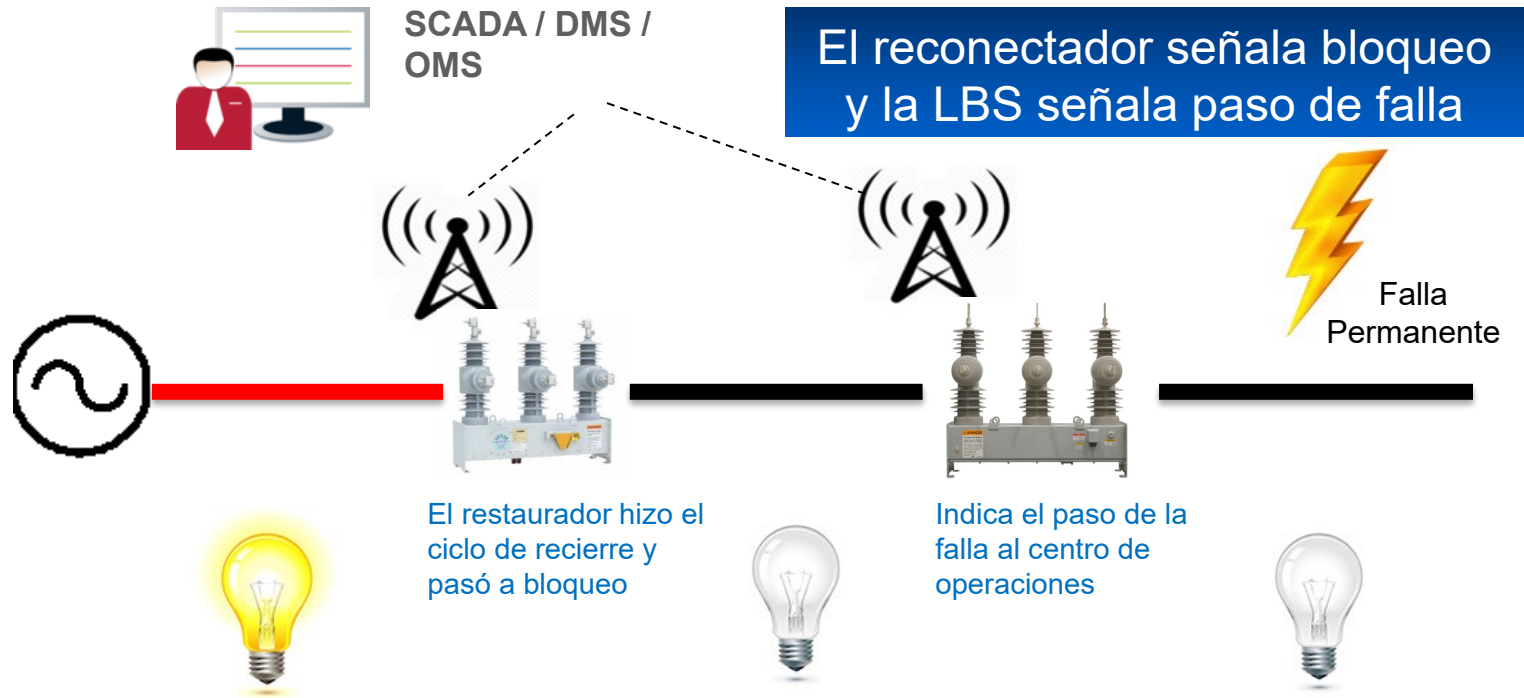 SCADA / DMS /
OMS
El reconectador señala bloqueo
y la LBS señala paso de falla
Falla
Permanente
El restaurador hizo el
ciclo de recierre y
pasó a bloqueo
Indica el paso de la
falla al centro de
operaciones